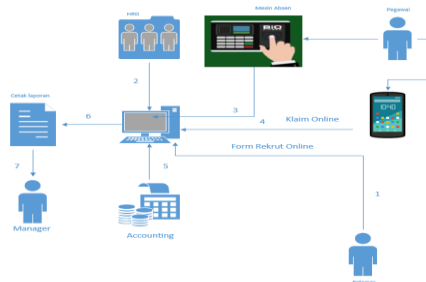 HRD
Mesin Absen
Pegawai
2
Cetak laporan
3
6
4
Klaim Online
Form Rekrut Online
7
5
1
Manager
Accounting